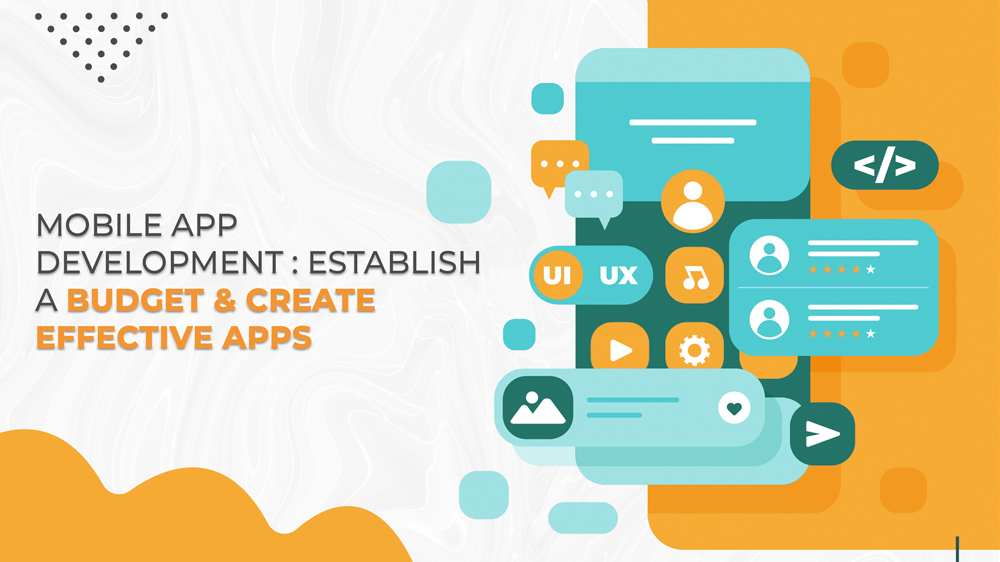 MOBILE APP
DEVELOPMENT : ESTABLISH
A BUDGET & CREATE
EFFECTIVE APPS
</>
UI UX